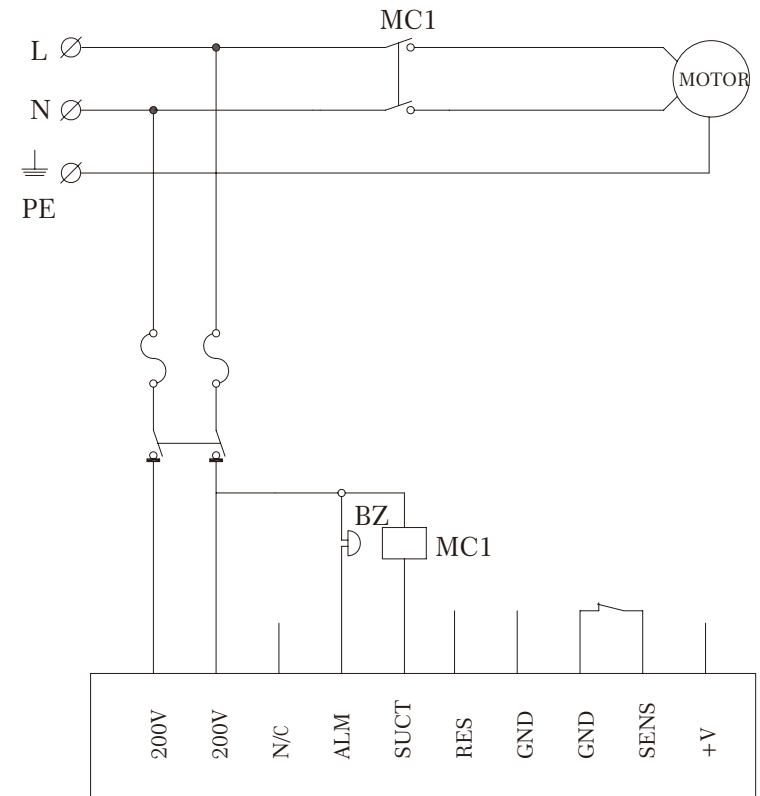 MC1
L
MOTOR
N
PE
BZ
MC1
200V
200V
N/C
ALM
SUCT
RES
GND
GND
SENS
+V